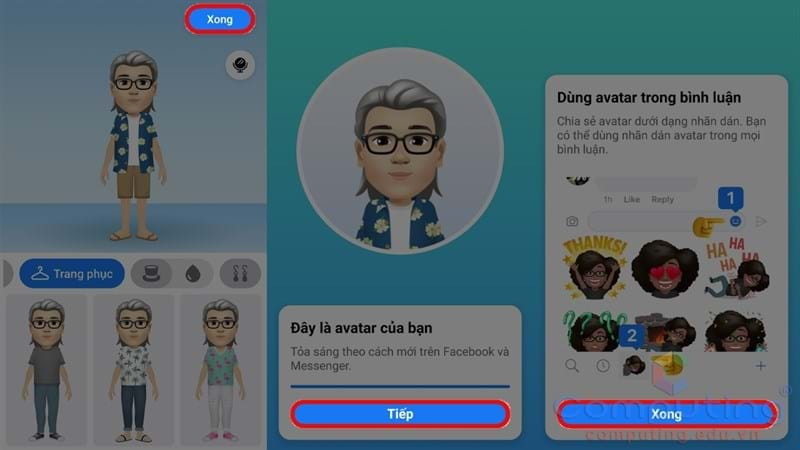 Xong
Trang phục
Đây là avatar của bạn
Tỏa sáng theo cách mới trên Facebook và
Messenger.
Tiếp
Dùng avatar trong bình luận
Chia sẻ avatar dưới dạng nhãn dán. Bạn
có thể dùng nhãn dán avatar trong mọi
bình luận.
1
1h Like Reply
THANKS!
HA HA
HA HA
????
2
Xong
Computing®
computing.edu.vn